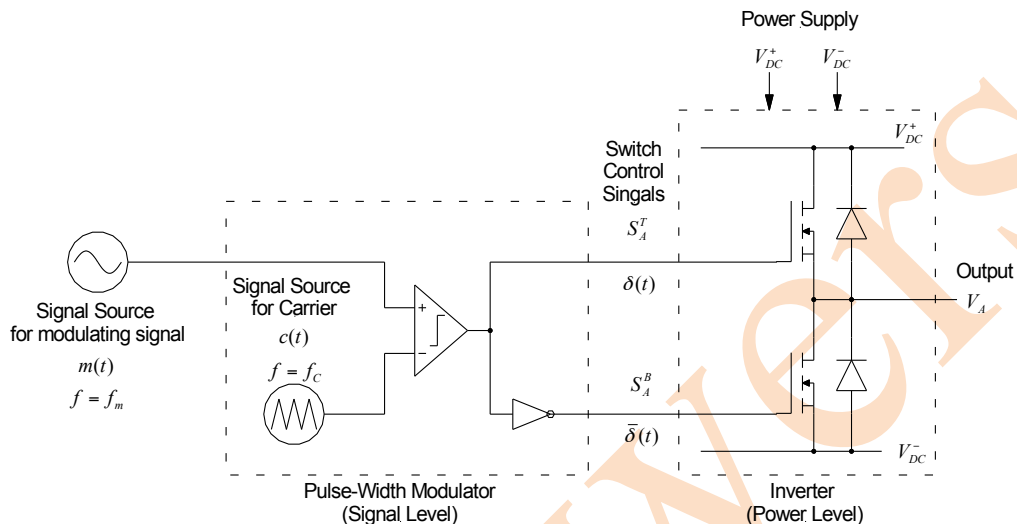 Power Supply
V_DC^+ V_DC^-
V_DC^+
Switch
Control
Singals
S_A^T
δ(t)
Signal Source
for modulating signal
m(t)
f = f_m
Signal Source
for Carrier
c(t)
f = f_C
+
−
Output
V_A
S_A^B
δ̅(t)
V_DC^-
Pulse-Width Modulator
(Signal Level)
Inverter
(Power Level)